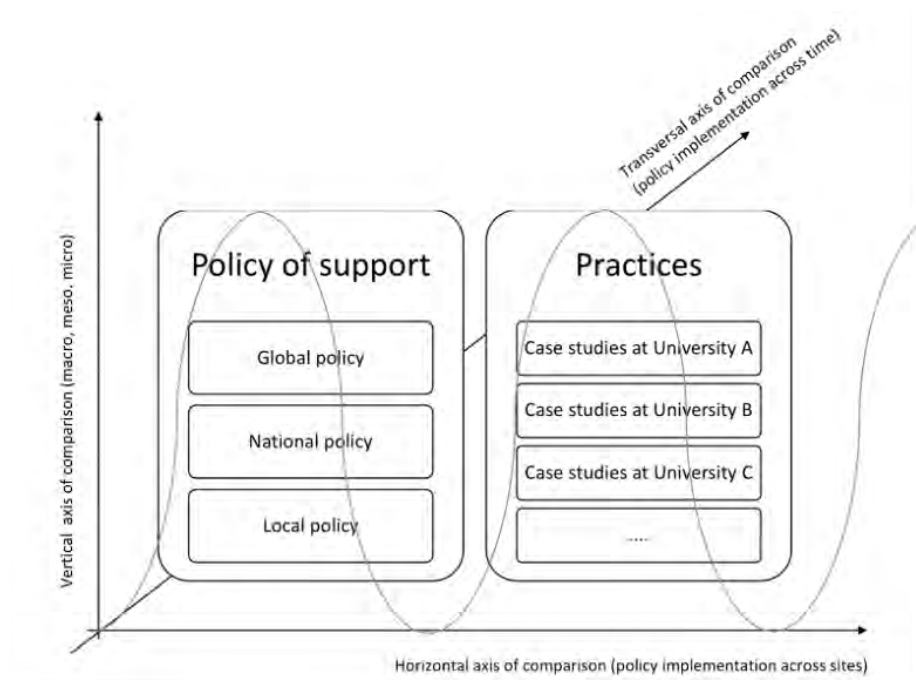 Transversal axis of comparison
(policy implementation across time)
Vertical axis of comparison (macro, meso, micro)
Policy of support
Global policy
National policy
Local policy
Practices
Case studies at University A
Case studies at University B
Case studies at University C
....
Horizontal axis of comparison (policy implementation across sites)